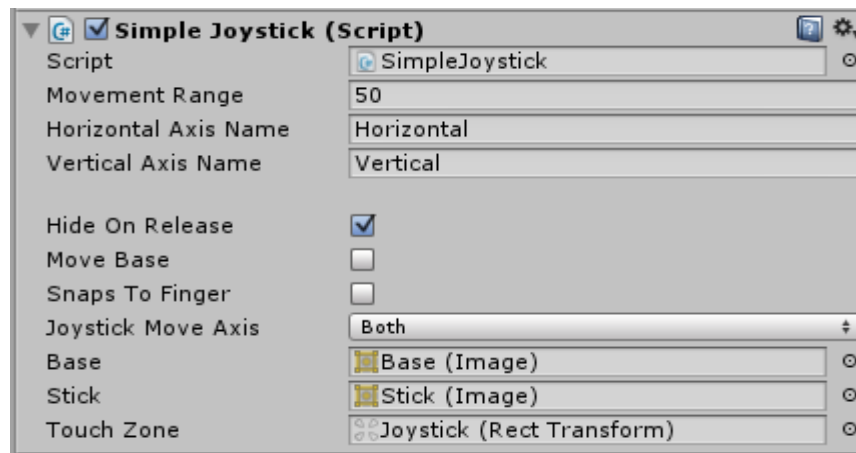 Simple Joystick (Script)
Script SimpleJoystick
Movement Range 50
Horizontal Axis Name Horizontal
Vertical Axis Name Vertical
Hide On Release
Move Base
Snaps To Finger
Joystick Move Axis Both
Base Base (Image)
Stick Stick (Image)
Touch Zone Joystick (Rect Transform)